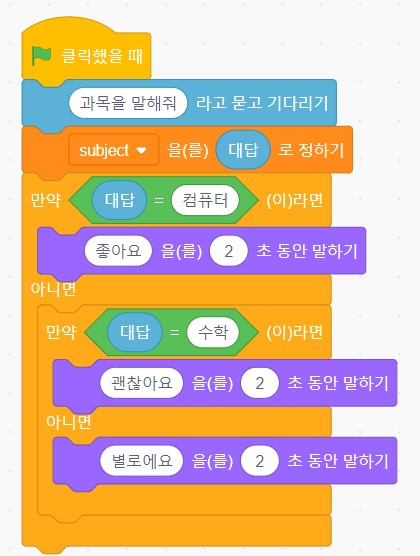 클릭했을 때
과목을 말해줘 라고 묻고 기다리기
subject 을(를) 대답 로 정하기
만약 대답 = 컴퓨터 (이)라면
좋아요 을(를) 2 초 동안 말하기
아니면
만약 대답 = 수학 (이)라면
괜찮아요 을(를) 2 초 동안 말하기
아니면
별로에요 을(를) 2 초 동안 말하기